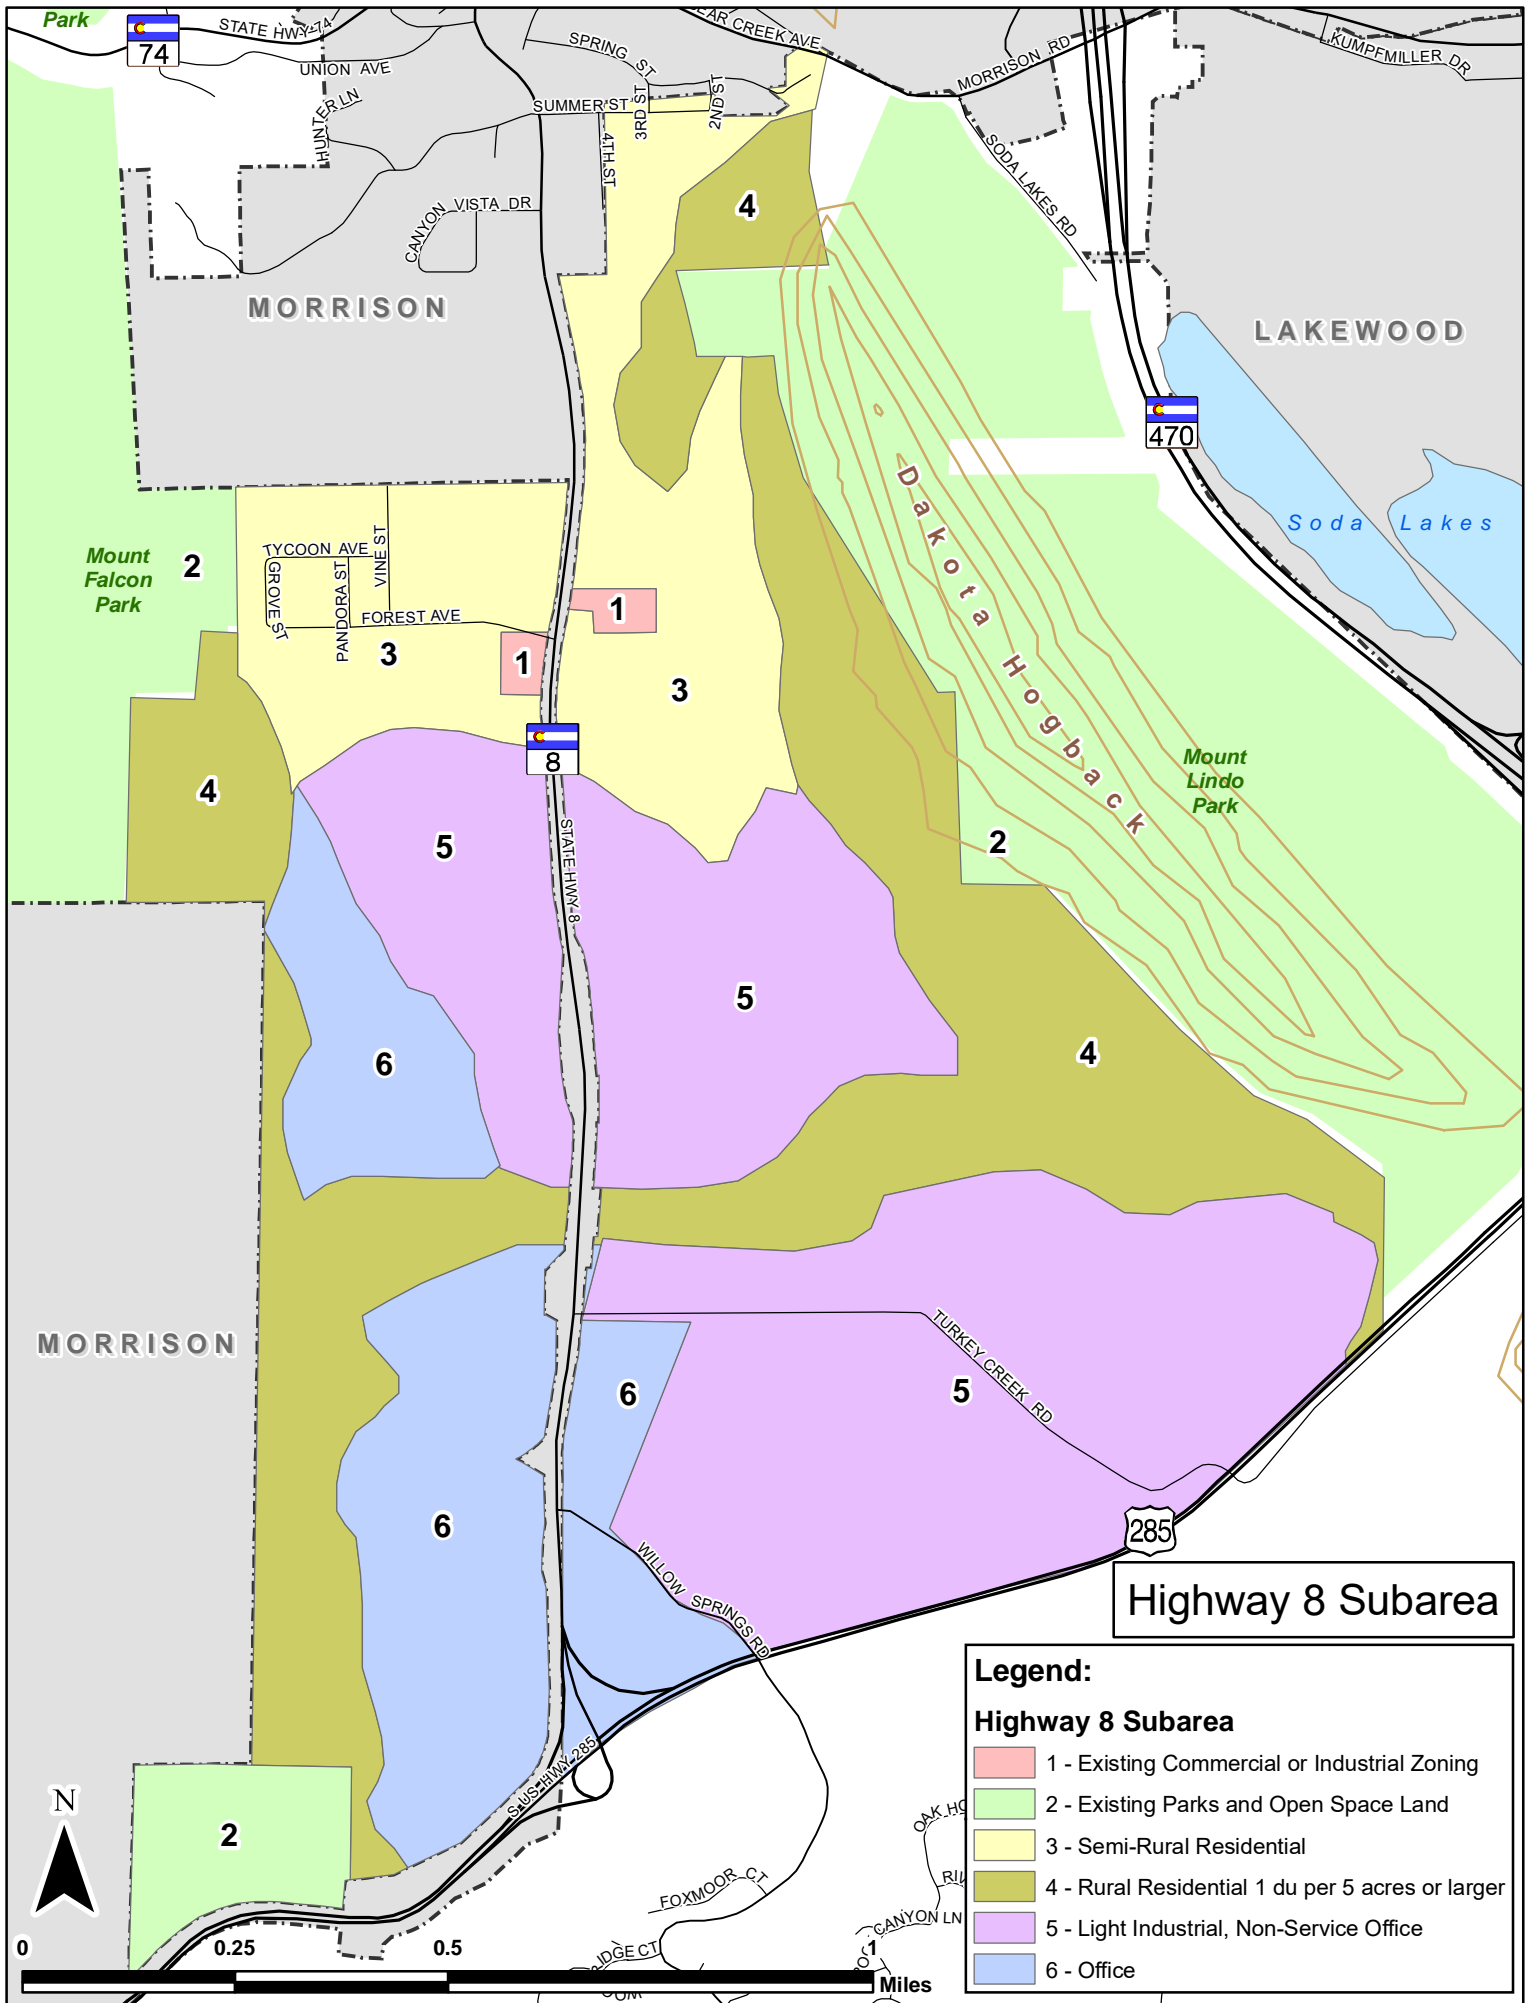 Park
74
STATE HWY 74
UNION AVE
HUNTER LN
SPRING ST
SUMMER ST
3RD ST
2ND ST
4TH ST
BEAR CREEK AVE
MORRISON RD
KUMPFMILLER DR
SODA LAKES RD
CANYON VISTA DR
4
MORRISON
LAKEWOOD
470
Soda Lakes
Dakota Hogback
Mount
Falcon
Park
2
TYCOON AVE
GROVE ST
PANDORA ST
VINE ST
FOREST AVE
1
1
3
3
8
Mount
Lindo
Park
4
5
2
STATE HWY 8
5
6
4
MORRISON
TURKEY CREEK RD
6
5
6
285
WILLOW SPRINGS RD
S US HWY 285
2
Highway 8 Subarea
Legend:
Highway 8 Subarea
1 - Existing Commercial or Industrial Zoning
2 - Existing Parks and Open Space Land
3 - Semi-Rural Residential
4 - Rural Residential 1 du per 5 acres or larger
5 - Light Industrial, Non-Service Office
6 - Office
N
FOXMOOR CT
OAK
CANYON LN
IDGE CT
0 0.25 0.5 1
Miles